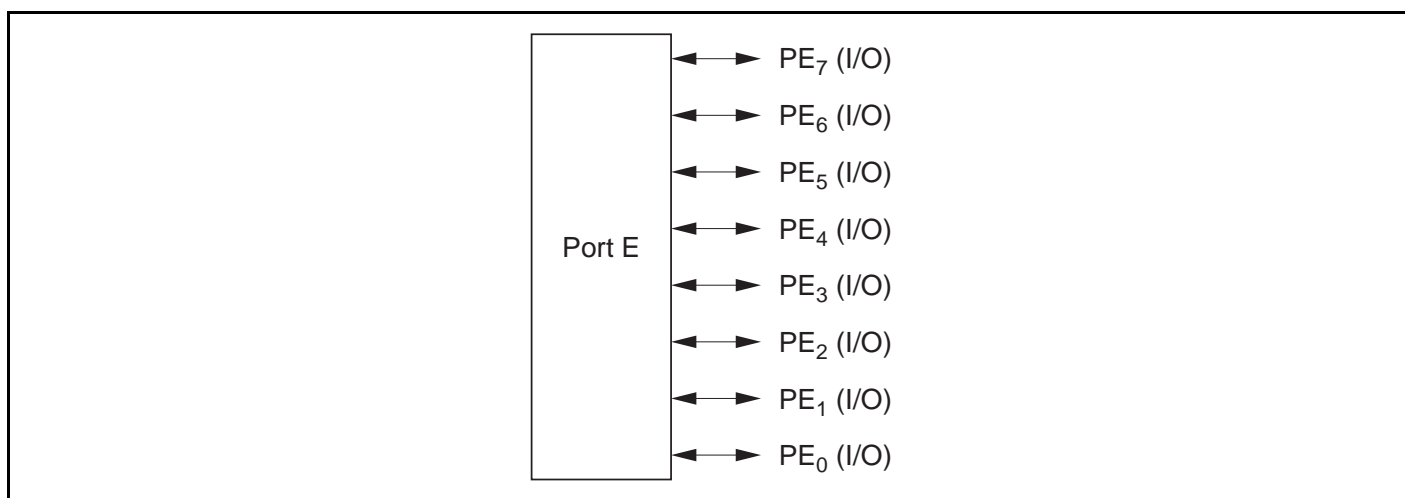 PE₇ (I/O)
PE₆ (I/O)
PE₅ (I/O)
PE₄ (I/O)
Port E
PE₃ (I/O)
PE₂ (I/O)
PE₁ (I/O)
PE₀ (I/O)